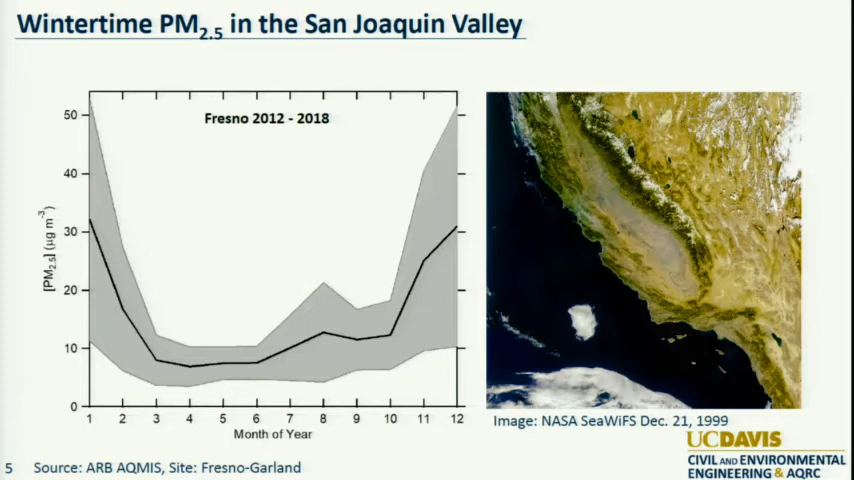 Wintertime PM2.5 in the San Joaquin Valley
Fresno 2012 - 2018
[PM2.5] (µg m-3)
50
40
30
20
10
0
1 2 3 4 5 6 7 8 9 10 11 12
Month of Year
Image: NASA SeaWiFS Dec. 21, 1999
UCDAVIS
CIVIL AND ENVIRONMENTAL
ENGINEERING & AQRC
5 Source: ARB AQMIS, Site: Fresno-Garland